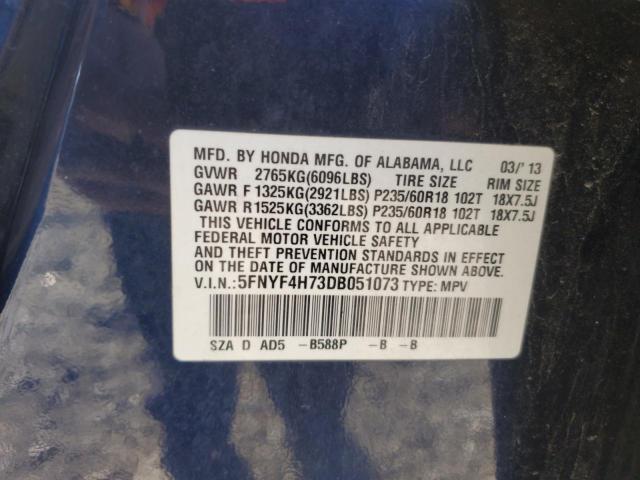 MFD. BY HONDA MFG. OF ALABAMA, LLC 03/'13
GVWR 2765KG(6096LBS) TIRE SIZE RIM SIZE
GAWR F 1325KG(2921LBS) P235/60R18 102T 18X7.5J
GAWR R 1525KG(3362LBS) P235/60R18 102T 18X7.5J
THIS VEHICLE CONFORMS TO ALL APPLICABLE
FEDERAL MOTOR VEHICLE SAFETY
AND THEFT PREVENTION STANDARDS IN EFFECT
ON THE DATE OF MANUFACTURE SHOWN ABOVE.
V.I.N.:5FNYF4H73DB051073 TYPE: MPV
SZA D AD5 -B588P -B -B